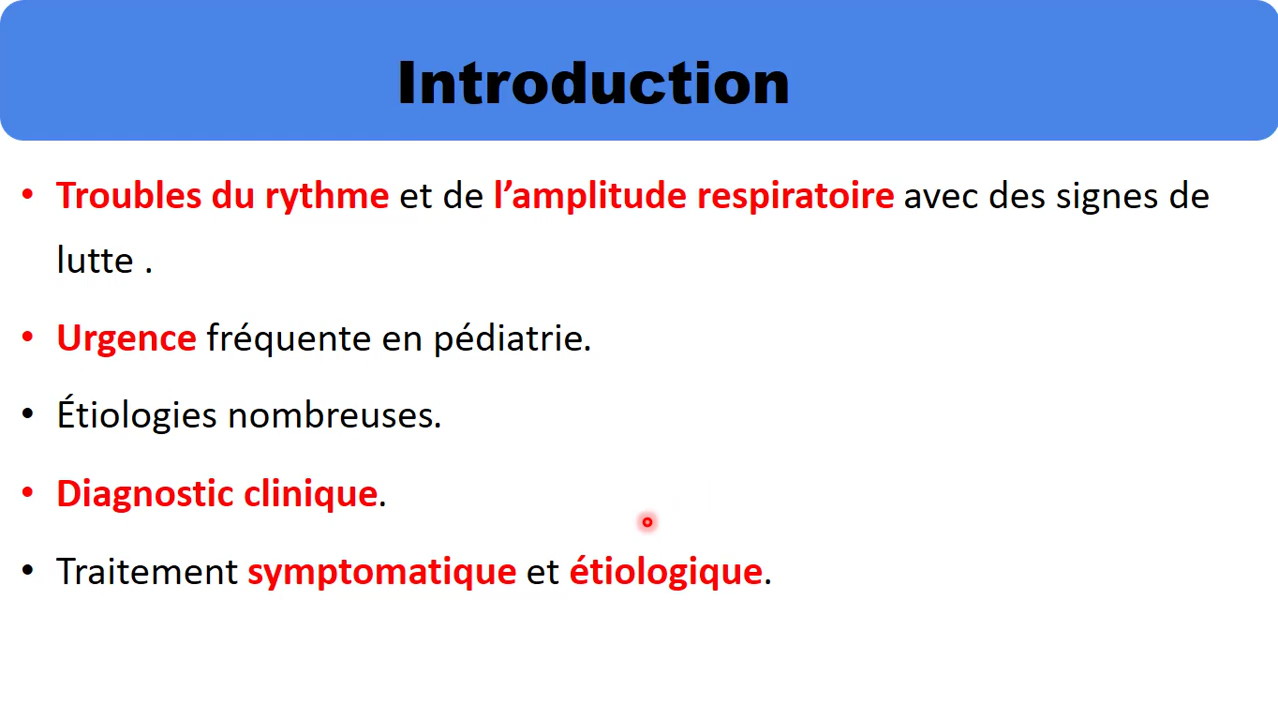 Introduction
• Troubles du rythme et de l’amplitude respiratoire avec des signes de
lutte .
• Urgence fréquente en pédiatrie.
• Étiologies nombreuses.
• Diagnostic clinique.
• Traitement symptomatique et étiologique.